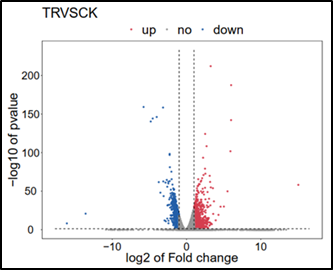 TRVSCK
up no down
−log10 of pvalue
200
150
100
50
0
−10 0 10
log2 of Fold change